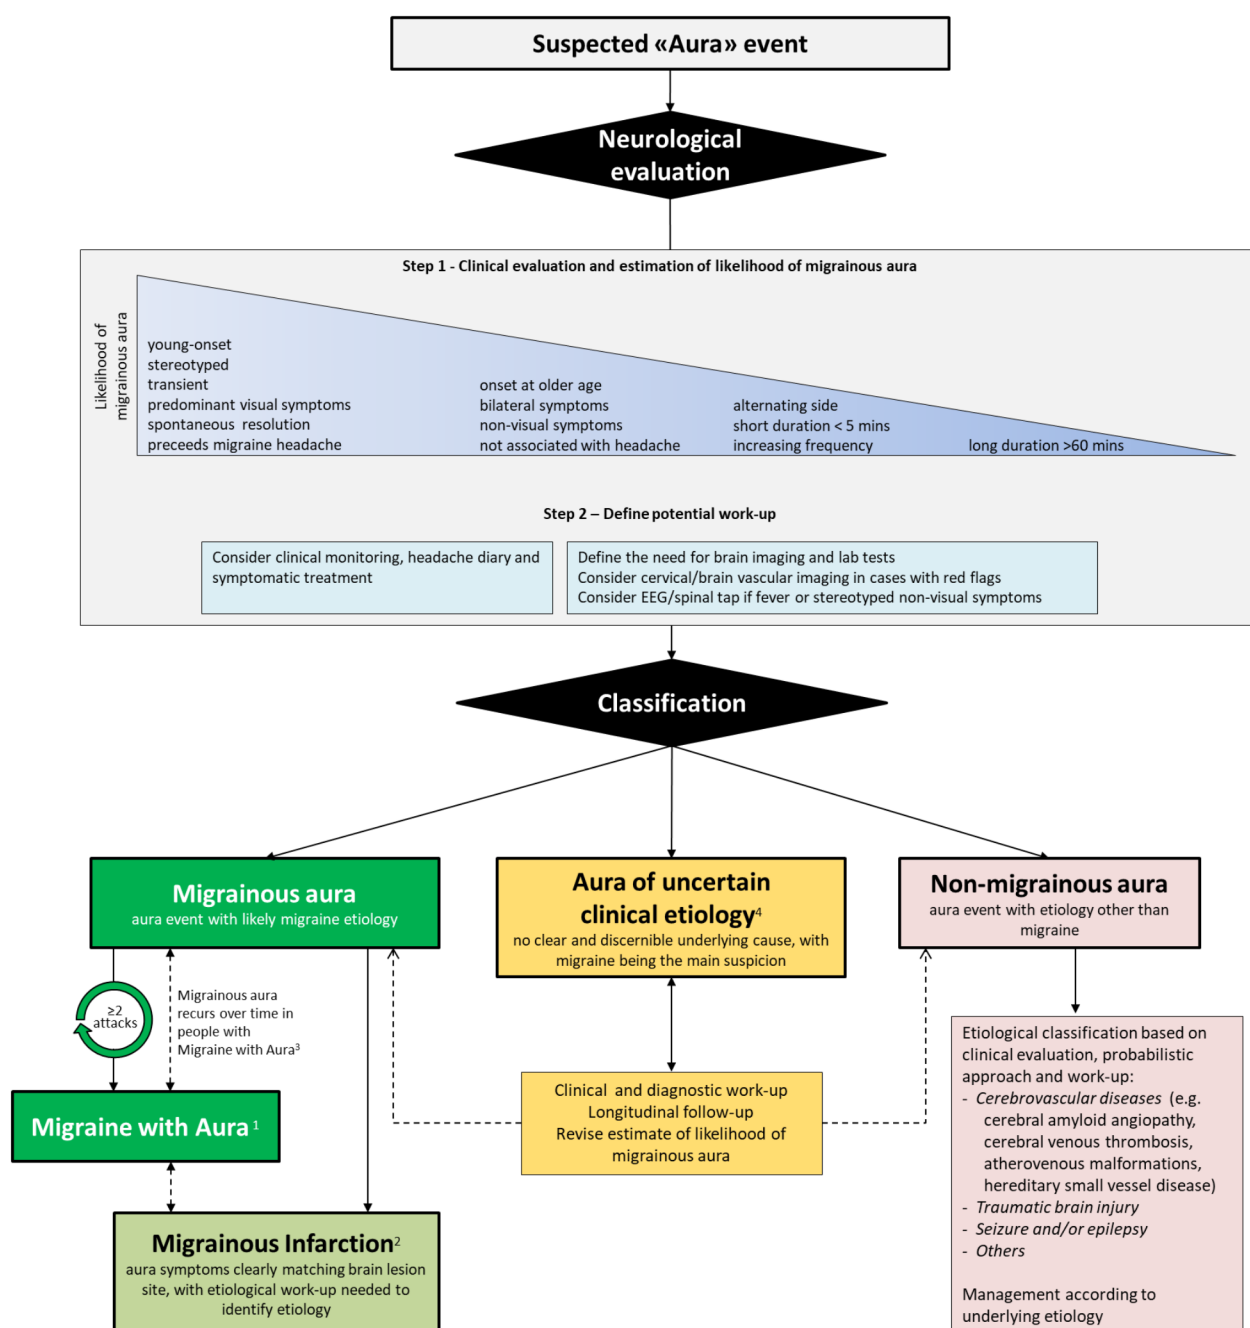 Suspected «Aura» event
Neurological
evaluation
Step 1 - Clinical evaluation and estimation of likelihood of migrainous aura
Likelihood of
migrainous aura
young-onset
stereotyped
transient
predominant visual symptoms
spontaneous resolution
preceeds migraine headache
onset at older age
bilateral symptoms
non-visual symptoms
not associated with headache
alternating side
short duration < 5 mins
increasing frequency
long duration >60 mins
Step 2 – Define potential work-up
Consider clinical monitoring, headache diary and
symptomatic treatment
Define the need for brain imaging and lab tests
Consider cervical/brain vascular imaging in cases with red flags
Consider EEG/spinal tap if fever or stereotyped non-visual symptoms
Classification
Migrainous aura
aura event with likely migraine etiology
Aura of uncertain
clinical etiology⁴
no clear and discernible underlying cause, with
migraine being the main suspicion
Non-migrainous aura
aura event with etiology other than
migraine
≥2
attacks
Migrainous aura
recurs over time in
people with
Migraine with Aura³
Migraine with Aura ¹
Migrainous Infarction²
aura symptoms clearly matching brain lesion
site, with etiological work-up needed to
identify etiology
Clinical and diagnostic work-up
Longitudinal follow-up
Revise estimate of likelihood of
migrainous aura
Etiological classification based on
clinical evaluation, probabilistic
approach and work-up:
- Cerebrovascular diseases (e.g.
cerebral amyloid angiopathy,
cerebral venous thrombosis,
atherovenous malformations,
hereditary small vessel disease)
- Traumatic brain injury
- Seizure and/or epilepsy
- Others
Management according to
underlying etiology